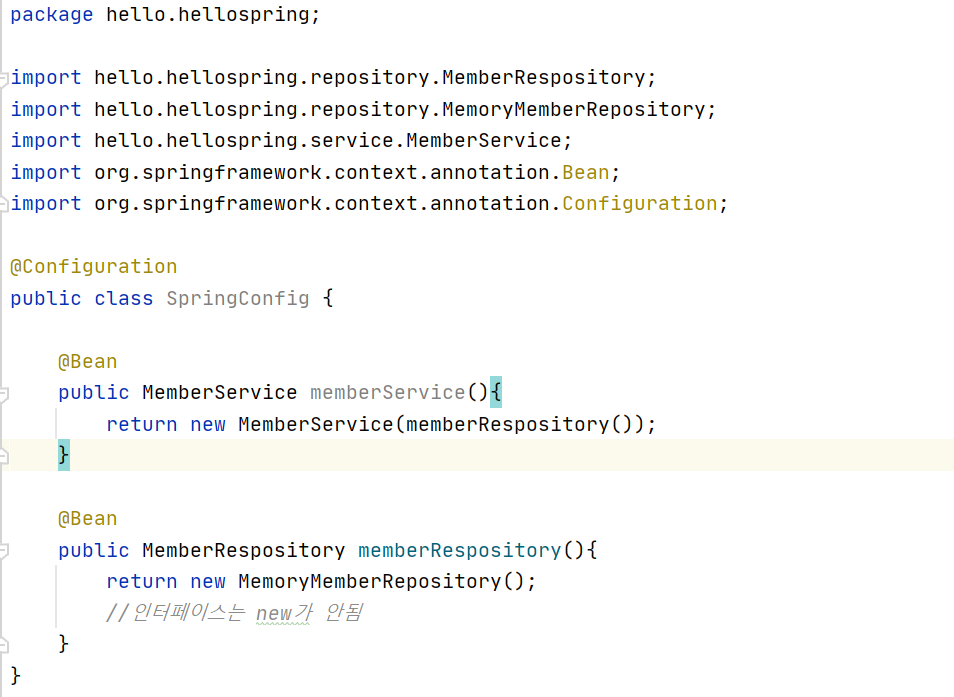 package hello.hellospring;
import hello.hellospring.repository.MemberRespository;
import hello.hellospring.repository.MemoryMemberRepository;
import hello.hellospring.service.MemberService;
import org.springframework.context.annotation.Bean;
import org.springframework.context.annotation.Configuration;
@Configuration
public class SpringConfig {
@Bean
public MemberService memberService(){
return new MemberService(memberRespository());
}
@Bean
public MemberRespository memberRespository(){
return new MemoryMemberRepository();
//인터페이스는 new가 안됨
}
}